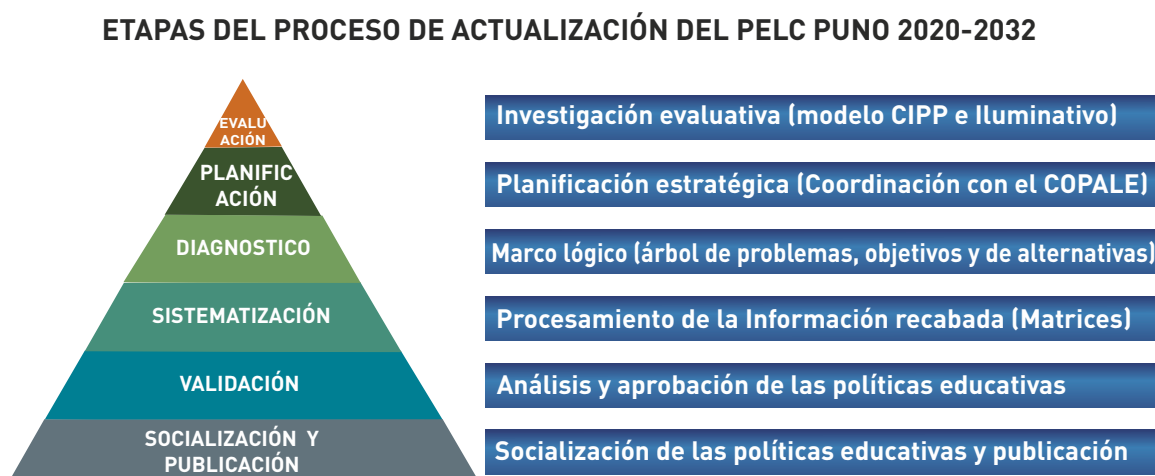 ETAPAS DEL PROCESO DE ACTUALIZACIÓN DEL PELC PUNO 2020-2032
EVALU
ACIÓN
Investigación evaluativa (modelo CIPP e Iluminativo)
PLANIFIC
ACIÓN
Planificación estratégica (Coordinación con el COPALE)
DIAGNOSTICO
Marco lógico (árbol de problemas, objetivos y de alternativas)
SISTEMATIZACIÓN
Procesamiento de la Información recabada (Matrices)
VALIDACIÓN
Análisis y aprobación de las políticas educativas
SOCIALIZACIÓN Y
PUBLICACIÓN
Socialización de las políticas educativas y publicación